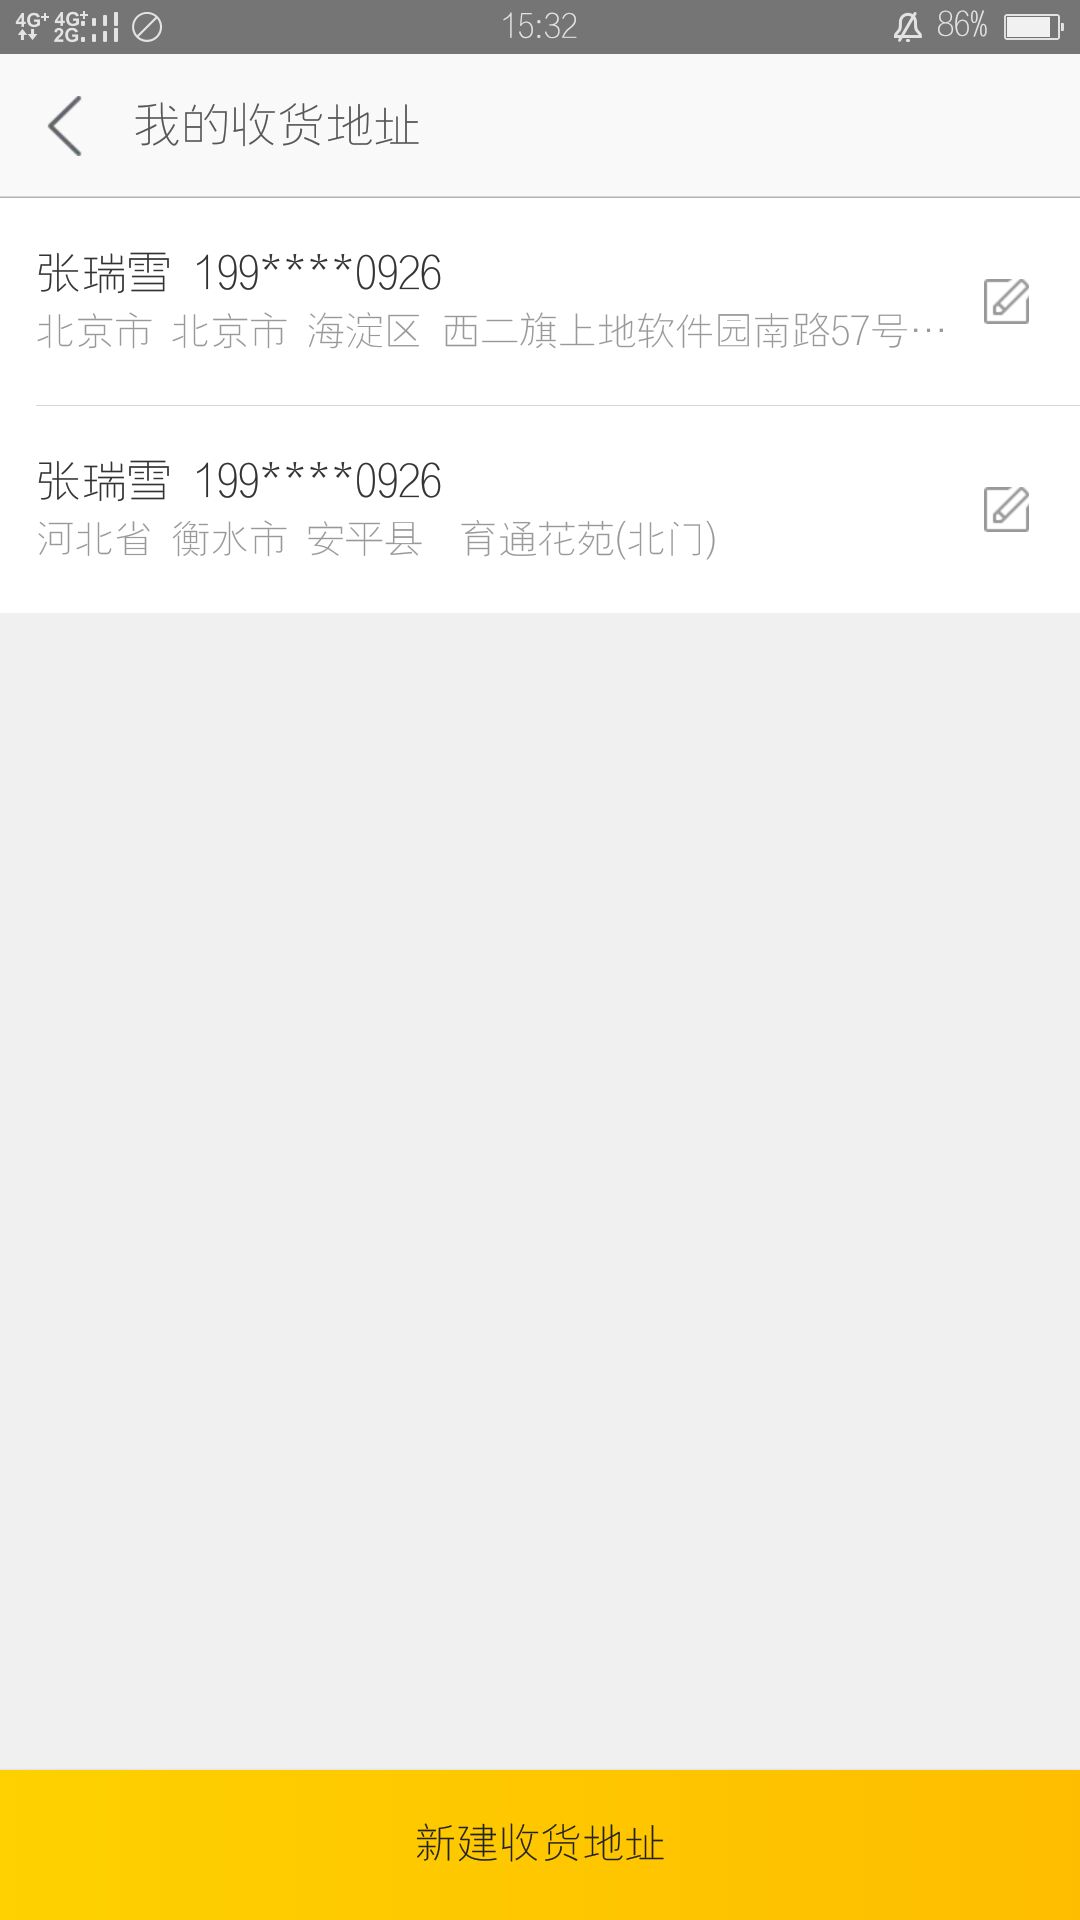 4G+ 4G+ 2G 15:32 86%
我的收货地址
张瑞雪 199****0926
北京市 北京市 海淀区 西二旗上地软件园南路57号…
张瑞雪 199****0926
河北省 衡水市 安平县 育通花苑(北门)
新建收货地址